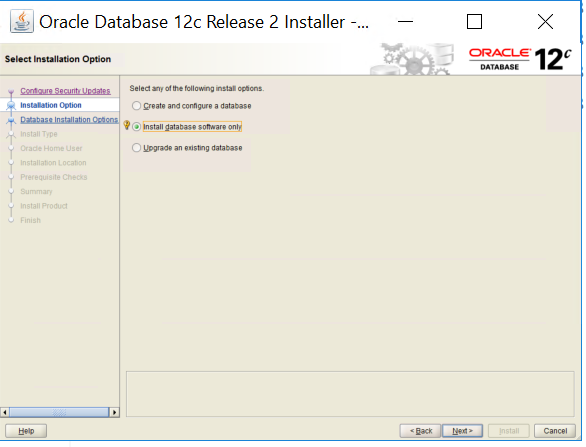 Oracle Database 12c Release 2 Installer -...
Select Installation Option
ORACLE
DATABASE
12c
Configure Security Updates
Installation Option
Database Installation Options
Install Type
Oracle Home User
Installation Location
Prerequisite Checks
Summary
Install Product
Finish
Select any of the following install options.
Create and configure a database
Install database software only
Upgrade an existing database
Help
< Back
Next >
Install
Cancel